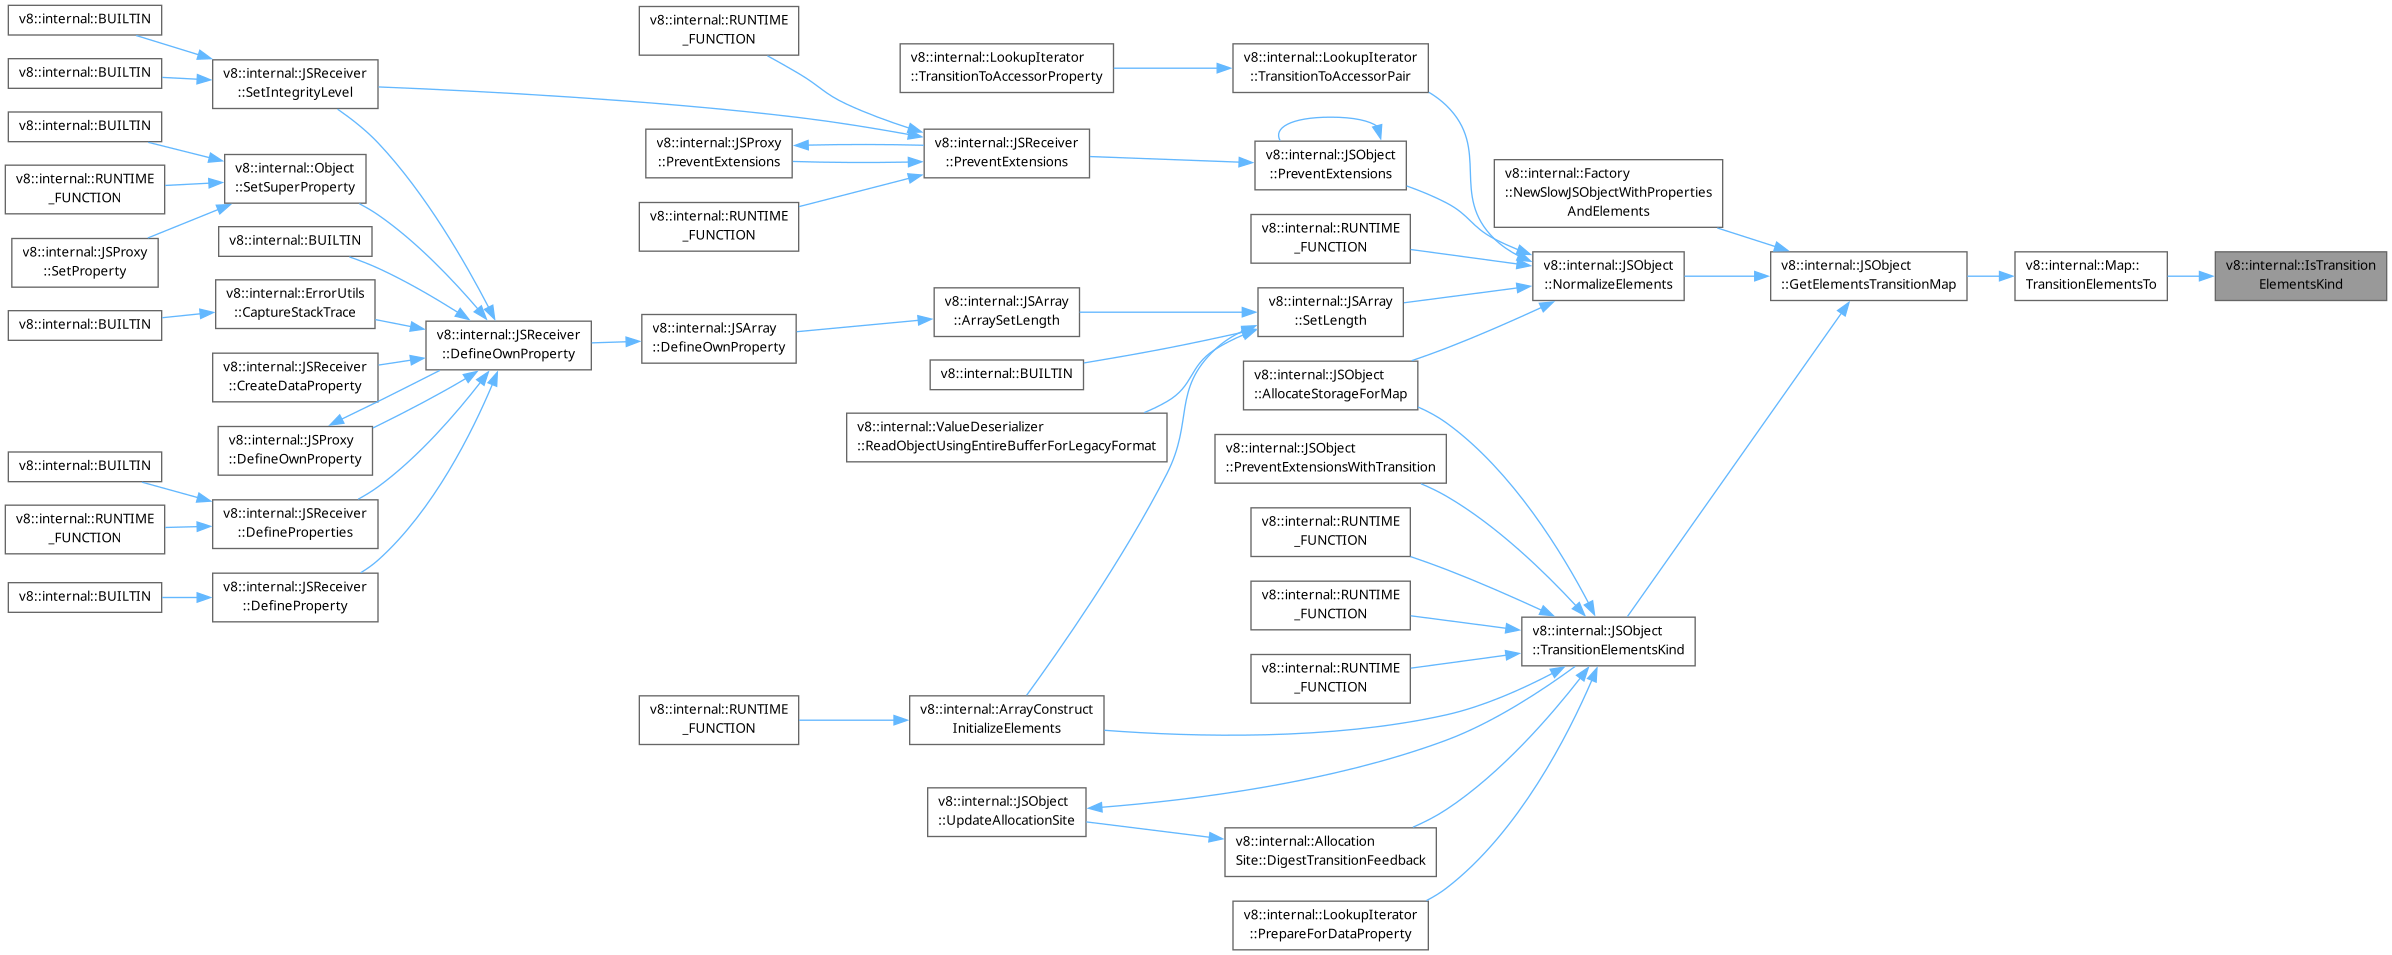 v8::internal::BUILTIN
v8::internal::BUILTIN
v8::internal::JSReceiver
::SetIntegrityLevel
v8::internal::BUILTIN
v8::internal::RUNTIME
_FUNCTION
v8::internal::Object
::SetSuperProperty
v8::internal::JSProxy
::SetProperty
v8::internal::BUILTIN
v8::internal::ErrorUtils
::CaptureStackTrace
v8::internal::BUILTIN
v8::internal::JSReceiver
::CreateDataProperty
v8::internal::JSProxy
::DefineOwnProperty
v8::internal::BUILTIN
v8::internal::RUNTIME
_FUNCTION
v8::internal::JSReceiver
::DefineProperties
v8::internal::BUILTIN
v8::internal::JSReceiver
::DefineProperty
v8::internal::JSReceiver
::DefineOwnProperty
v8::internal::RUNTIME
_FUNCTION
v8::internal::JSProxy
::PreventExtensions
v8::internal::RUNTIME
_FUNCTION
v8::internal::JSArray
::DefineOwnProperty
v8::internal::RUNTIME
_FUNCTION
v8::internal::LookupIterator
::TransitionToAccessorProperty
v8::internal::JSReceiver
::PreventExtensions
v8::internal::JSArray
::ArraySetLength
v8::internal::BUILTIN
v8::internal::ValueDeserializer
::ReadObjectUsingEntireBufferForLegacyFormat
v8::internal::ArrayConstruct
InitializeElements
v8::internal::JSObject
::UpdateAllocationSite
v8::internal::LookupIterator
::TransitionToAccessorPair
v8::internal::JSObject
::PreventExtensions
v8::internal::RUNTIME
_FUNCTION
v8::internal::JSArray
::SetLength
v8::internal::JSObject
::AllocateStorageForMap
v8::internal::JSObject
::PreventExtensionsWithTransition
v8::internal::RUNTIME
_FUNCTION
v8::internal::RUNTIME
_FUNCTION
v8::internal::RUNTIME
_FUNCTION
v8::internal::Allocation
Site::DigestTransitionFeedback
v8::internal::LookupIterator
::PrepareForDataProperty
v8::internal::Factory
::NewSlowJSObjectWithProperties
AndElements
v8::internal::JSObject
::NormalizeElements
v8::internal::JSObject
::TransitionElementsKind
v8::internal::JSObject
::GetElementsTransitionMap
v8::internal::Map::
TransitionElementsTo
v8::internal::IsTransition
ElementsKind